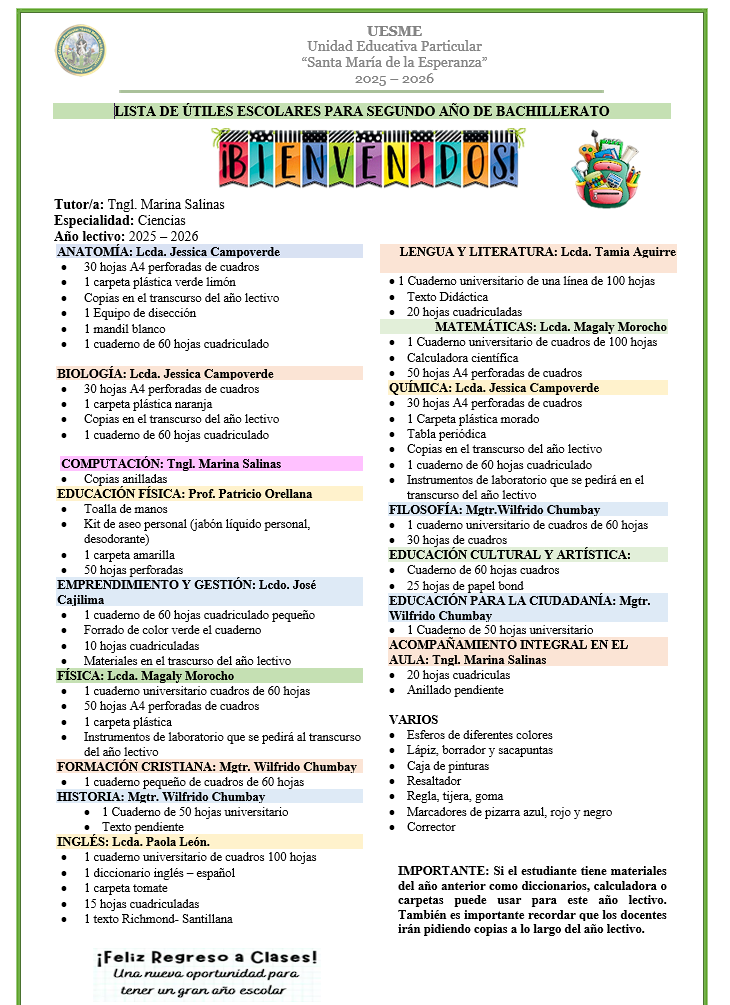 UESME
Unidad Educativa Particular
“Santa María de la Esperanza”
2025 – 2026
LISTA DE ÚTILES ESCOLARES PARA SEGUNDO AÑO DE BACHILLERATO
¡BIENVENIDOS!
Tutor/a: Tngl. Marina Salinas
Especialidad: Ciencias
Año lectivo: 2025 – 2026
ANATOMÍA: Lcda. Jessica Campoverde
• 30 hojas A4 perforadas de cuadros
• 1 carpeta plástica verde limón
• Copias en el transcurso del año lectivo
• 1 Equipo de disección
• 1 mandil blanco
• 1 cuaderno de 60 hojas cuadriculado
BIOLOGÍA: Lcda. Jessica Campoverde
• 30 hojas A4 perforadas de cuadros
• 1 carpeta plástica naranja
• Copias en el transcurso del año lectivo
• 1 cuaderno de 60 hojas cuadriculado
COMPUTACIÓN: Tngl. Marina Salinas
• Copias anilladas
EDUCACIÓN FÍSICA: Prof. Patricio Orellana
• Toalla de manos
• Kit de aseo personal (jabón líquido personal,
desodorante)
• 1 carpeta amarilla
• 50 hojas perforadas
EMPRENDIMIENTO Y GESTIÓN: Lcdo. José
Cajilima
• 1 cuaderno de 60 hojas cuadriculado pequeño
• Forrado de color verde el cuaderno
• 10 hojas cuadriculadas
• Materiales en el trascurso del año lectivo
FÍSICA: Lcda. Magaly Morocho
• 1 cuaderno universitario cuadros de 60 hojas
• 50 hojas A4 perforadas de cuadros
• 1 carpeta plástica
• Instrumentos de laboratorio que se pedirá al transcurso
del año lectivo
FORMACIÓN CRISTIANA: Mgtr. Wilfrido Chumbay
• 1 cuaderno pequeño de cuadros de 60 hojas
HISTORIA: Mgtr. Wilfrido Chumbay
• 1 Cuaderno de 50 hojas universitario
• Texto pendiente
INGLÉS: Lcda. Paola León.
• 1 cuaderno universitario de cuadros 100 hojas
• 1 diccionario inglés – español
• 1 carpeta tomate
• 15 hojas cuadriculadas
• 1 texto Richmond- Santillana
¡Feliz Regreso a Clases!
Una nueva oportunidad para
tener un gran año escolar
LENGUA Y LITERATURA: Lcda. Tamia Aguirre
• 1 Cuaderno universitario de una línea de 100 hojas
• Texto Didáctica
• 20 hojas cuadriculadas
MATEMÁTICAS: Lcda. Magaly Morocho
• 1 Cuaderno universitario de cuadros de 100 hojas
• Calculadora científica
• 50 hojas A4 perforadas de cuadros
QUÍMICA: Lcda. Jessica Campoverde
• 30 hojas A4 perforadas de cuadros
• 1 Carpeta plástica morado
• Tabla periódica
• Copias en el transcurso del año lectivo
• 1 cuaderno de 60 hojas cuadriculado
• Instrumentos de laboratorio que se pedirá en el
transcurso del año lectivo
FILOSOFÍA: Mgtr.Wilfrido Chumbay
• 1 cuaderno universitario de cuadros de 60 hojas
• 30 hojas de cuadros
EDUCACIÓN CULTURAL Y ARTÍSTICA:
• Cuaderno de 60 hojas cuadros
• 25 hojas de papel bond
EDUCACIÓN PARA LA CIUDADANÍA: Mgtr.
Wilfrido Chumbay
• 1 Cuaderno de 50 hojas universitario
ACOMPAÑAMIENTO INTEGRAL EN EL
AULA: Tngl. Marina Salinas
• 20 hojas cuadriculas
• Anillado pendiente
VARIOS
• Esferos de diferentes colores
• Lápiz, borrador y sacapuntas
• Caja de pinturas
• Resaltador
• Regla, tijera, goma
• Marcadores de pizarra azul, rojo y negro
• Corrector
IMPORTANTE: Si el estudiante tiene materiales
del año anterior como diccionarios, calculadora o
carpetas puede usar para este año lectivo.
También es importante recordar que los docentes
irán pidiendo copias a lo largo del año lectivo.